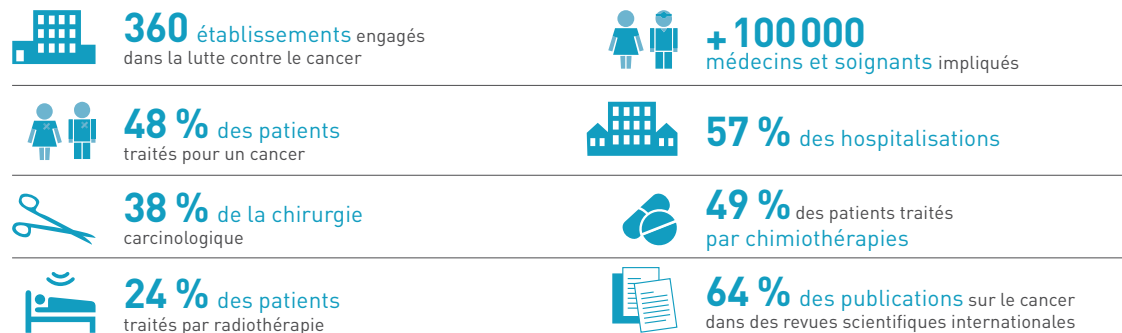 360 établissements engagés
dans la lutte contre le cancer
+ 100 000
médecins et soignants impliqués
48 % des patients
traités pour un cancer
57 % des hospitalisations
38 % de la chirurgie
carcinologique
49 % des patients traités
par chimiothérapies
24 % des patients
traités par radiothérapie
64 % des publications sur le cancer
dans des revues scientifiques internationales